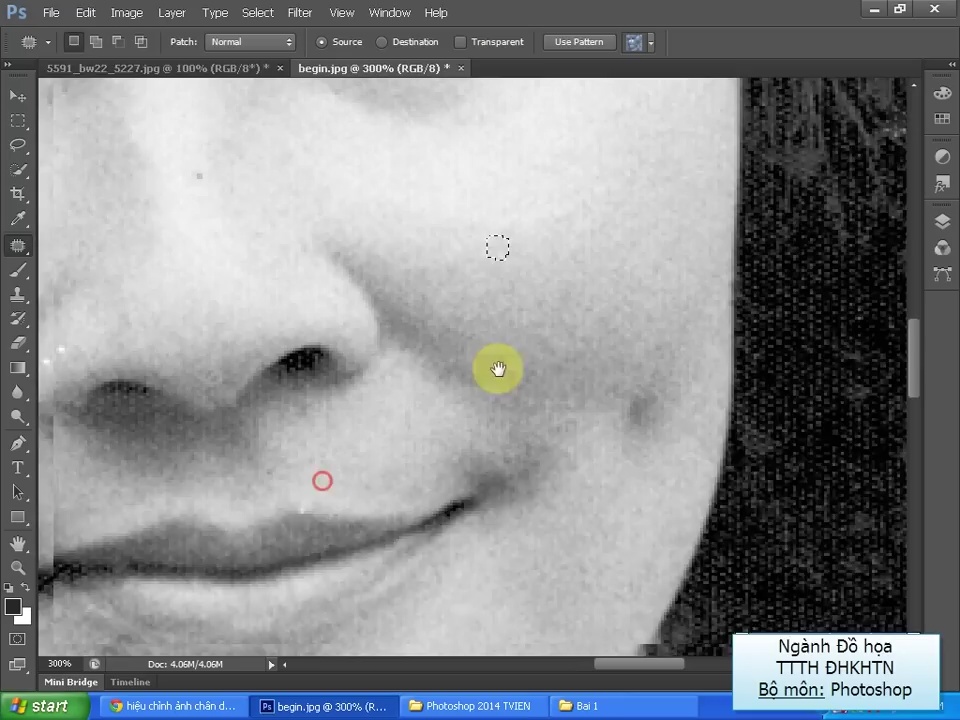 Ps File Edit Image Layer Type Select Filter View Window Help
Patch: Normal Source Destination Transparent Use Pattern
5591_bw22_5227.jpg @ 100% (RGB/8*) * × begin.jpg @ 300% (RGB/8) * ×
300% Doc: 4.06M/4.06M
Mini Bridge Timeline
Ngành Đồ họa
TTTH ĐHKHTN
Bộ môn: Photoshop
start hiệu chỉnh ảnh chân d... Ps begin.jpg @ 300% (R... Photoshop 2014 TVIEN Bai 1